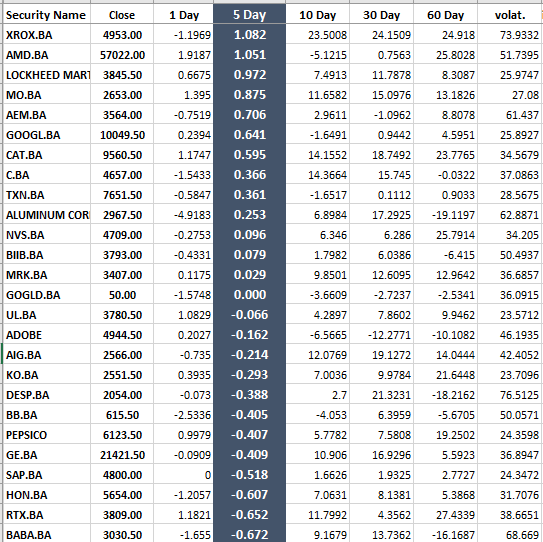 Security Name Close 1 Day 5 Day 10 Day 30 Day 60 Day volat.
XROX.BA 4953.00 -1.1969 1.082 23.5008 24.1509 24.918 73.9332
AMD.BA 57022.00 1.9187 1.051 -5.1215 0.7563 25.8028 51.7395
LOCKHEED MART 3845.50 0.6675 0.972 7.4913 11.7878 8.3087 25.9747
MO.BA 2653.00 1.395 0.875 11.6582 15.0976 13.1826 27.08
AEM.BA 3564.00 -0.7519 0.706 2.9611 -1.0962 8.8078 61.437
GOOGL.BA 10049.50 0.2394 0.641 -1.6491 0.9442 4.5951 25.8927
CAT.BA 9560.50 1.1747 0.595 14.1552 18.7492 23.7765 34.5679
C.BA 4657.00 -1.5433 0.366 14.3664 15.745 -0.0322 37.0863
TXN.BA 7651.50 -0.5847 0.361 -1.6517 0.1112 0.9033 28.5675
ALUMINUM COR 2967.50 -4.9183 0.253 6.8984 17.2925 -19.1197 62.8871
NVS.BA 4709.00 -0.2753 0.096 6.346 6.286 25.7914 34.205
BIIB.BA 3793.00 -0.4331 0.079 1.7982 6.0386 -6.415 50.4937
MRK.BA 3407.00 0.1175 0.029 9.8501 12.6095 12.9642 36.6857
GOGLD.BA 50.00 -1.5748 0.000 -3.6609 -2.7237 -2.5341 36.0915
UL.BA 3780.50 1.0829 -0.066 4.2897 7.8602 9.9462 23.5712
ADOBE 4944.50 0.2027 -0.162 -6.5665 -12.2771 -10.1082 46.1935
AIG.BA 2566.00 -0.735 -0.214 12.0769 19.1272 14.0444 42.4052
KO.BA 2551.50 0.3935 -0.293 7.0036 9.9784 21.6448 23.7096
DESP.BA 2054.00 -0.073 -0.388 2.7 21.3231 -18.2162 76.5125
BB.BA 615.50 -2.5336 -0.405 -4.053 6.3959 -5.6705 50.0571
PEPSICO 6123.50 0.9979 -0.407 5.7782 7.5808 19.2502 24.3598
GE.BA 21421.50 -0.0909 -0.409 10.906 16.9296 5.5923 36.8947
SAP.BA 4800.00 0 -0.518 1.6626 1.9325 2.7727 24.3472
HON.BA 5654.00 -1.2057 -0.607 7.0631 8.1381 5.3868 31.7076
RTX.BA 3809.00 1.1821 -0.652 11.7992 4.3562 27.4339 38.6651
BABA.BA 3030.50 -1.655 -0.672 9.1679 13.7362 -16.1687 68.669